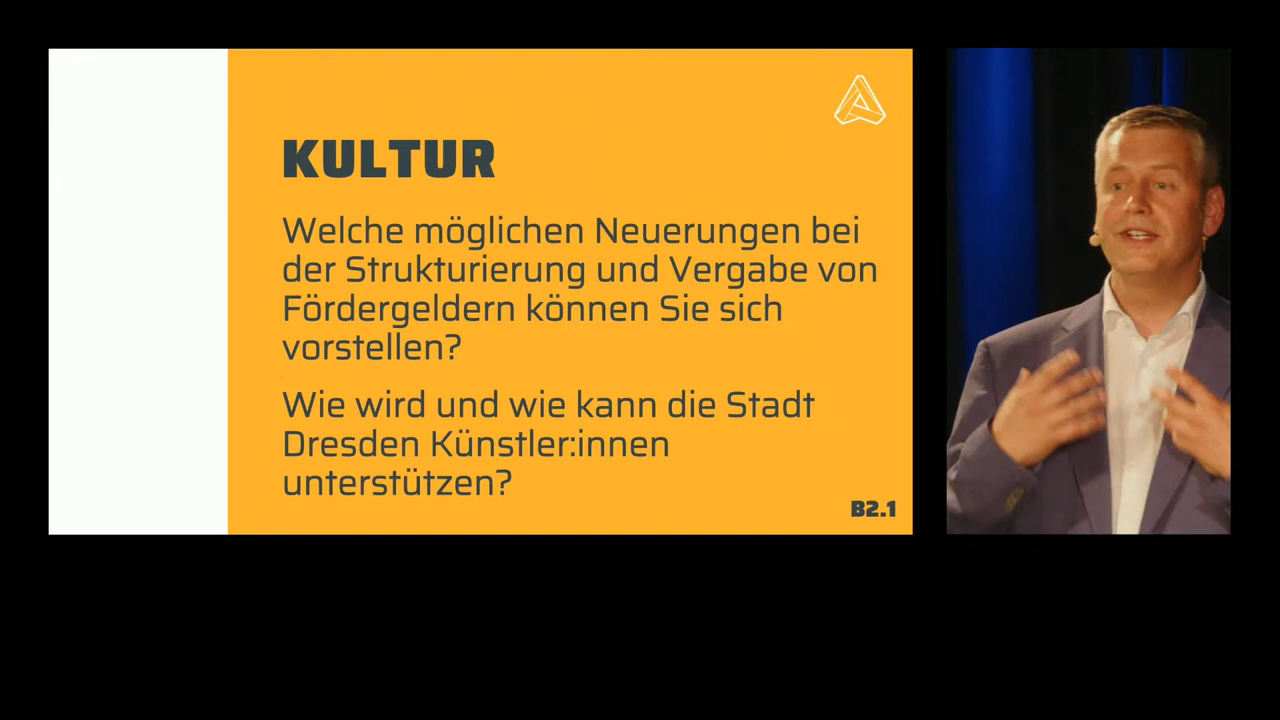 KULTUR
Welche möglichen Neuerungen bei
der Strukturierung und Vergabe von
Fördergeldern können Sie sich
vorstellen?
Wie wird und wie kann die Stadt
Dresden Künstler:innen
unterstützen?
B2.1